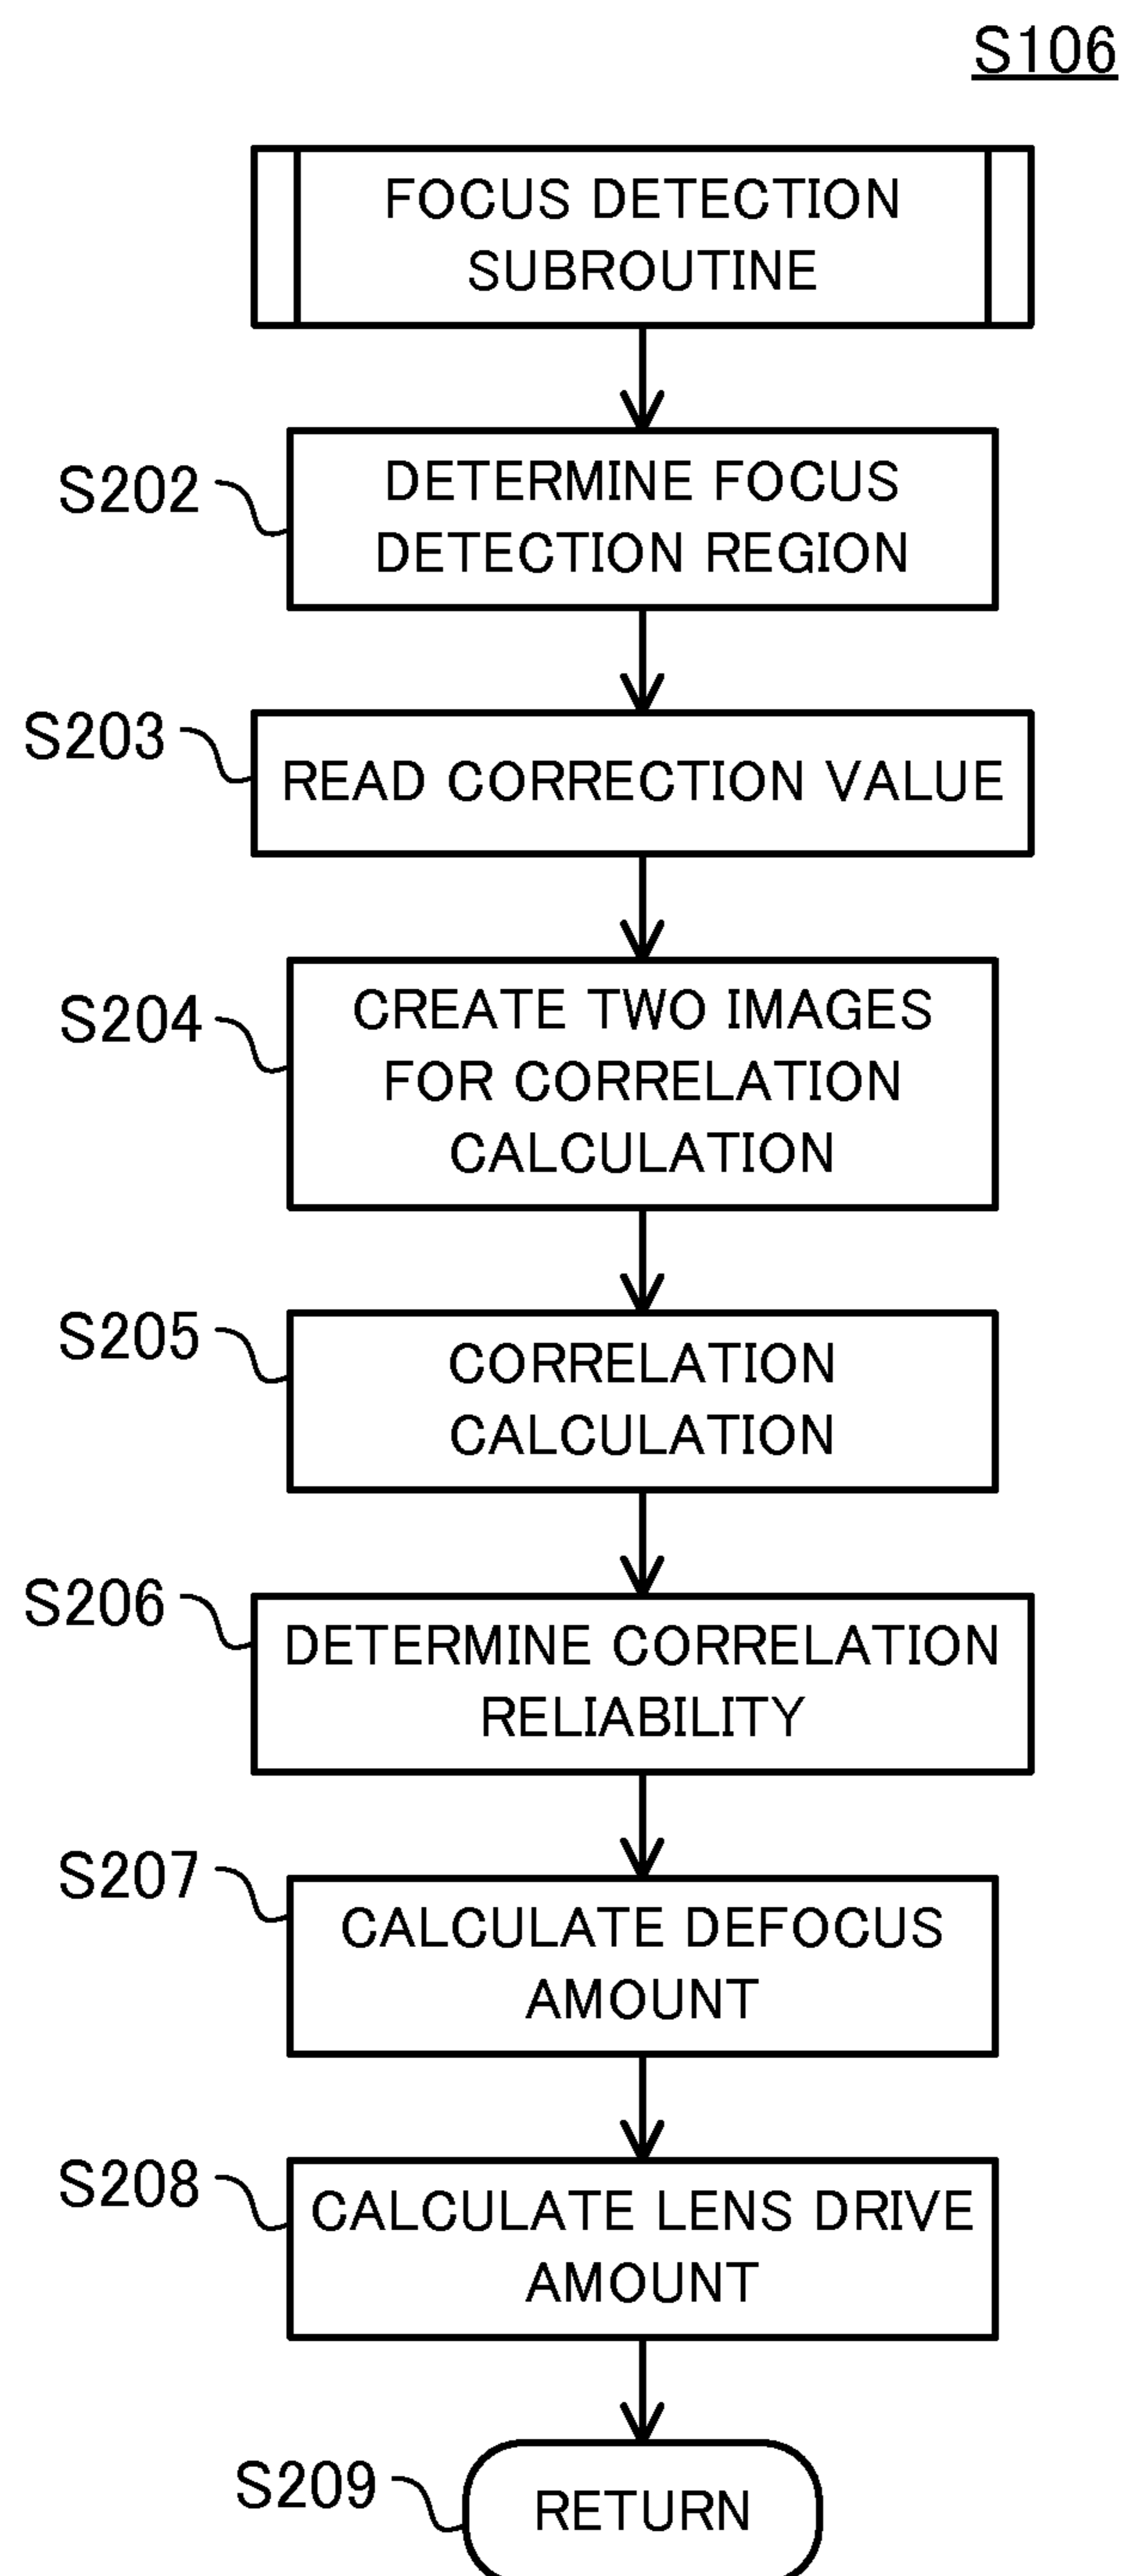 S106
FOCUS DETECTION
SUBROUTINE
S202
DETERMINE FOCUS
DETECTION REGION
S203
READ CORRECTION VALUE
S204
CREATE TWO IMAGES
FOR CORRELATION
CALCULATION
S205
CORRELATION
CALCULATION
S206
DETERMINE CORRELATION
RELIABILITY
S207
CALCULATE DEFOCUS
AMOUNT
S208
CALCULATE LENS DRIVE
AMOUNT
S209
RETURN